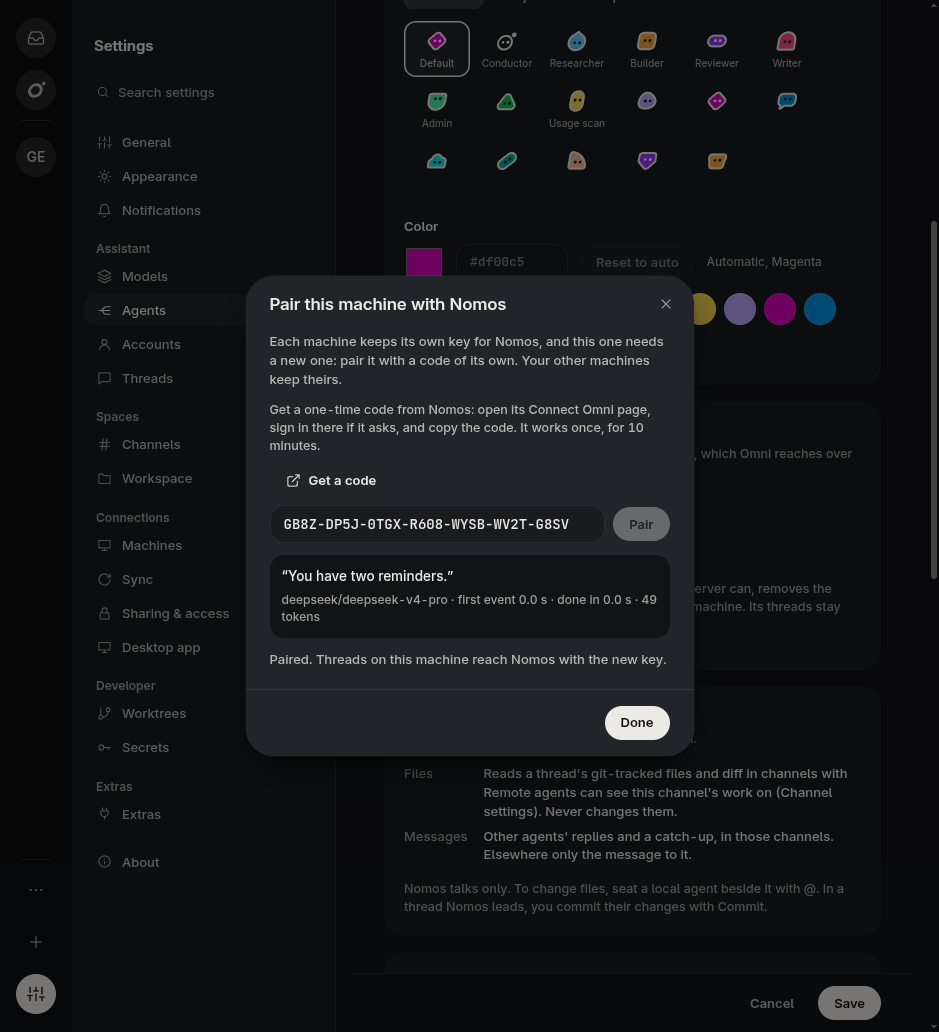 Settings
Search settings
General
Appearance
Notifications
Assistant
Models
Agents
Accounts
Threads
Spaces
Channels
Workspace
Connections
Machines
Sync
Sharing & access
Desktop app
Developer
Worktrees
Secrets
Extras
Extras
About
GE
Default
Conductor
Researcher
Builder
Reviewer
Writer
Admin
Usage scan
Color
#df00c5
Reset to auto
Automatic, Magenta
Pair this machine with Nomos
Each machine keeps its own key for Nomos, and this one needs
a new one: pair it with a code of its own. Your other machines
keep theirs.
Get a one-time code from Nomos: open its Connect Omni page,
sign in there if it asks, and copy the code. It works once, for 10
minutes.
Get a code
GB8Z-DP5J-0TGX-R608-WYSB-WV2T-G8SV
Pair
“You have two reminders.”
deepseek/deepseek-v4-pro · first event 0.0 s · done in 0.0 s · 49
tokens
Paired. Threads on this machine reach Nomos with the new key.
Done
, which Omni reaches over
erver can, removes the
machine. Its threads stay
Files
Reads a thread's git-tracked files and diff in channels with
Remote agents can see this channel's work on (Channel
settings). Never changes them.
Messages
Other agents' replies and a catch-up, in those channels.
Elsewhere only the message to it.
Nomos talks only. To change files, seat a local agent beside it with @. In a
thread Nomos leads, you commit their changes with Commit.
Cancel
Save